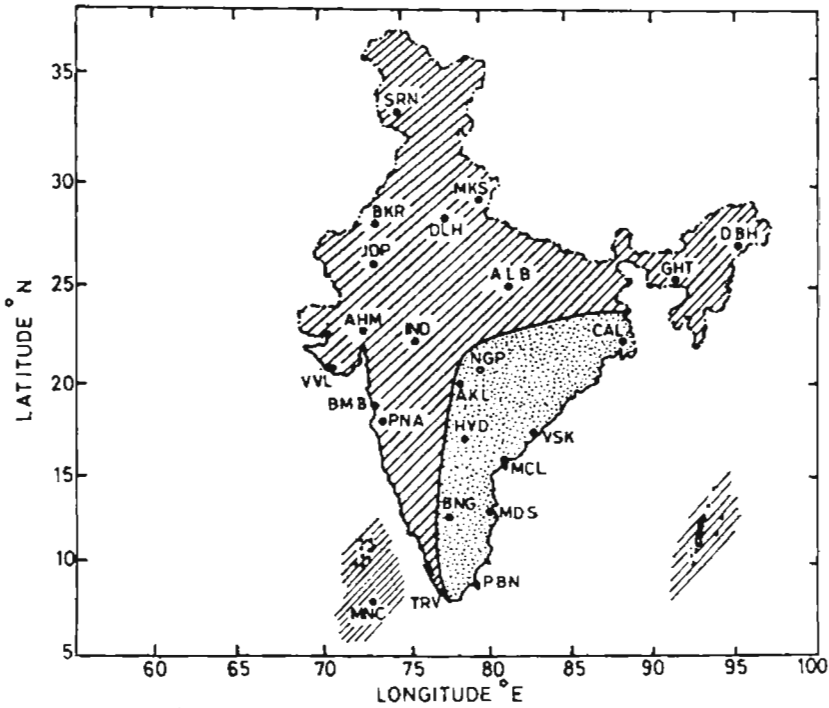 35
SRN
30
MKS
BKR
DLH
DBH
JDP
GHT
25
ALB
AHM
IND
CAL
NGP
20
VVL
AKL
BMB
PNA
HYD
VSK
MCL
15
BNG
MDS
10
PBN
TRV
MNC
5
60 65 70 75 80 85 90 95 100
LONGITUDE °E
LATITUDE °N